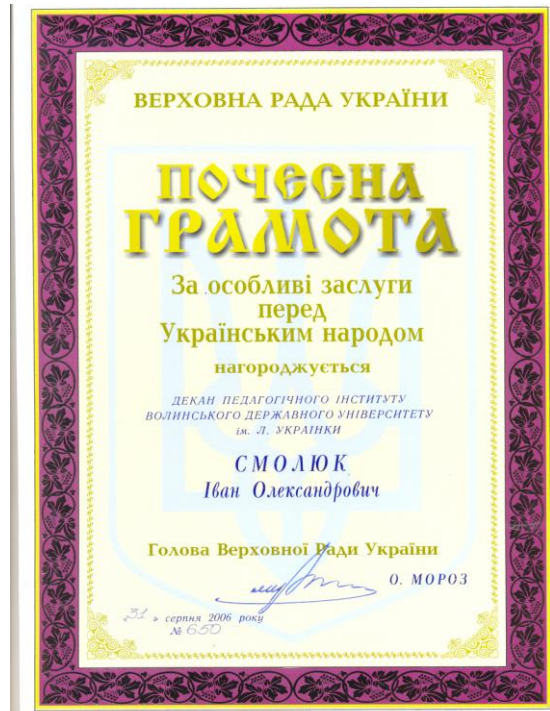 ВЕРХОВНА РАДА УКРАЇНИ
ПОЧЕСНА
ГРАМОТА
За особливі заслуги
перед
Українським народом
нагороджується
ДЕКАН ПЕДАГОГІЧНОГО ІНСТИТУТУ
ВОЛИНСЬКОГО ДЕРЖАВНОГО УНІВЕРСИТЕТУ
ім. Л. УКРАЇНКИ
СМОЛЮК
Іван Олександрович
Голова Верховної Ради України
О. МОРОЗ
„31 » серпня 2006 року
№ 650